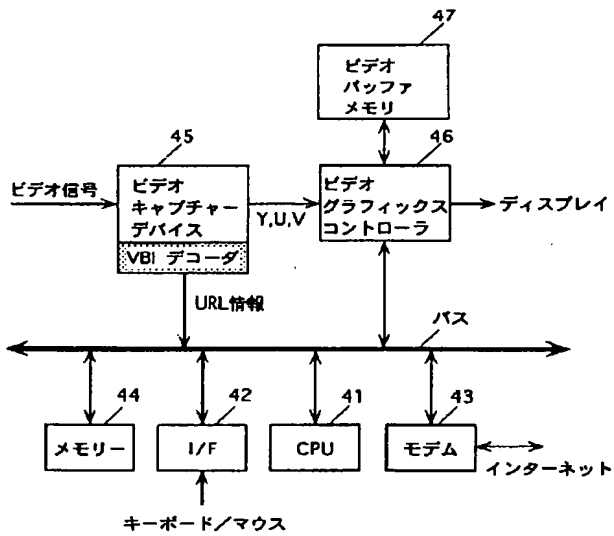 47
ビデオ
バッファ
メモリ
45
46
ビデオ信号
ビデオ
キャプチャー
デバイス
VBI デコーダ
Y,U,V
ビデオ
グラフィックス
コントローラ
ディスプレイ
URL情報
バス
44
42
41
43
メモリー
I/F
CPU
モデム
インターネット
キーボード/マウス